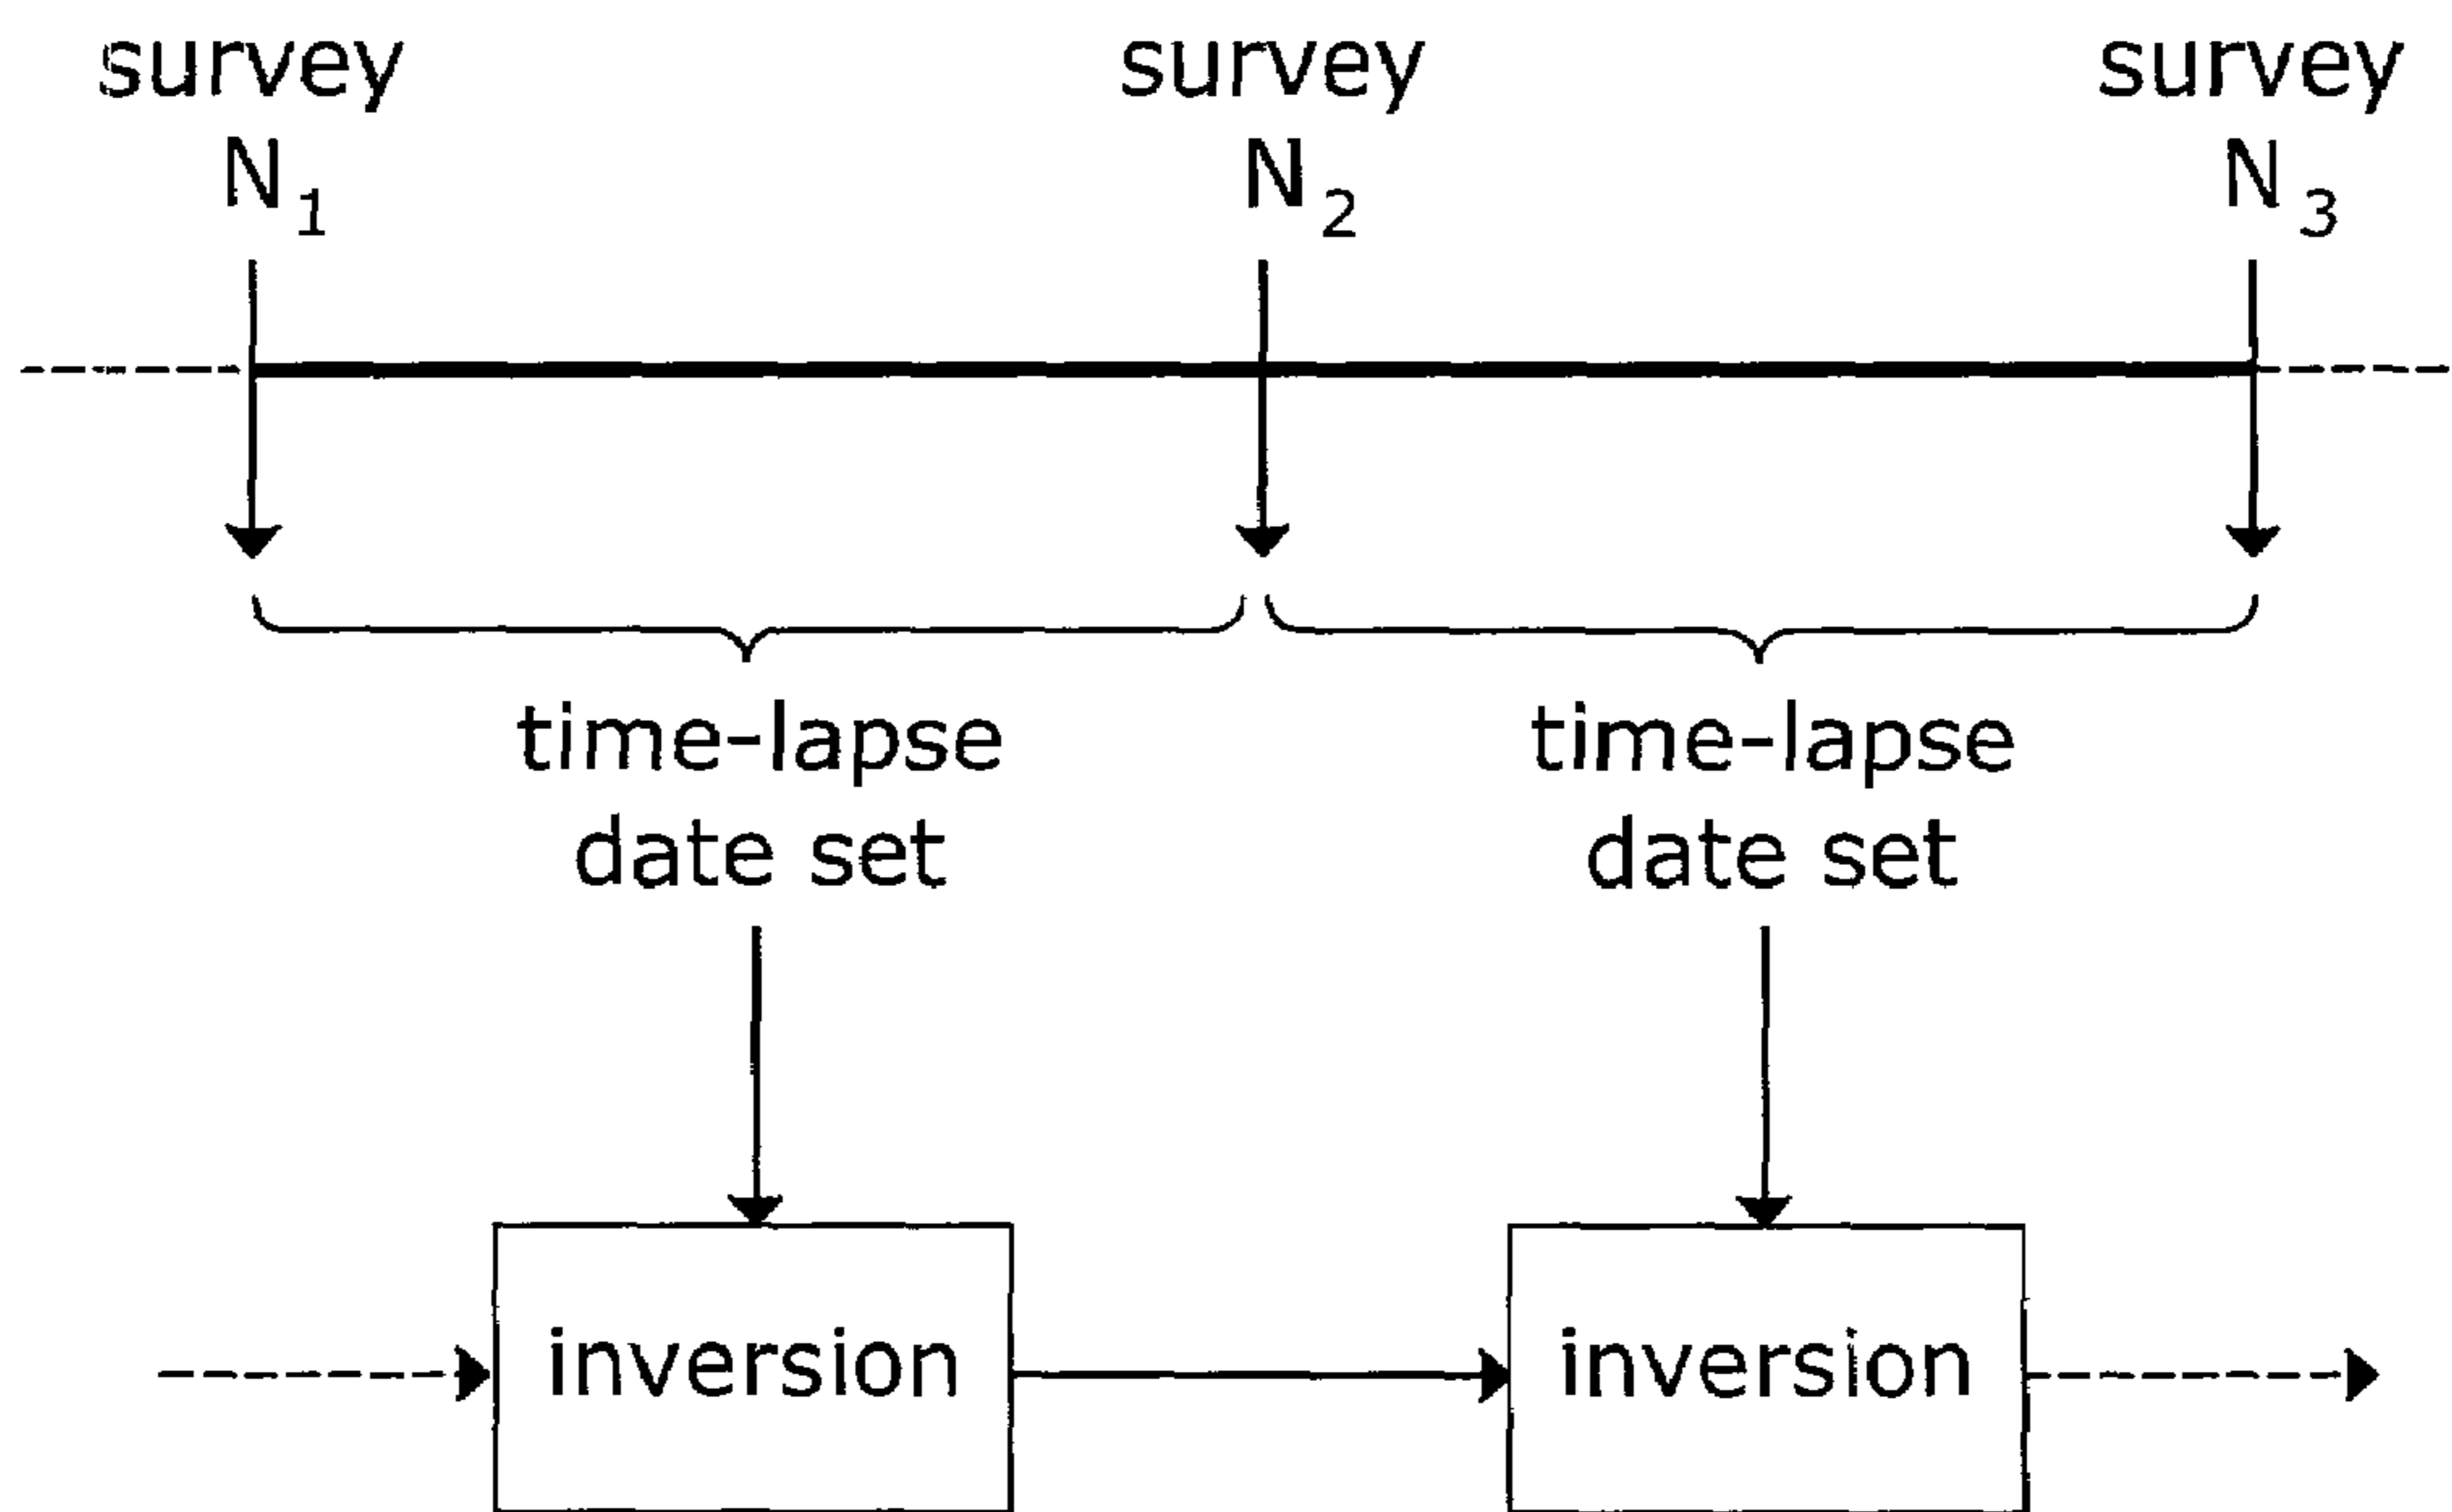 survey survey survey
N₁ N₂ N₃
time-lapse time-lapse
date set date set
inversion inversion